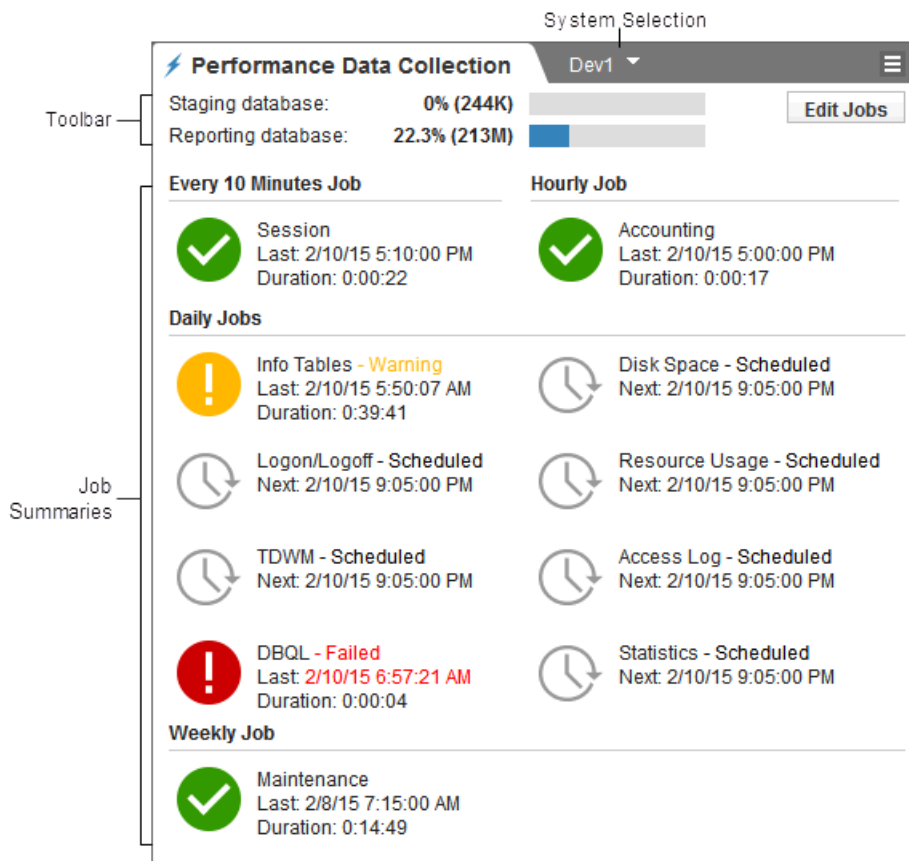 System Selection
Performance Data Collection
Dev1
Toolbar
Staging database: 0% (244K)
Edit Jobs
Reporting database: 22.3% (213M)
Job Summaries
Every 10 Minutes Job
Session
Last: 2/10/15 5:10:00 PM
Duration: 0:00:22
Hourly Job
Accounting
Last: 2/10/15 5:00:00 PM
Duration: 0:00:17
Daily Jobs
Info Tables - Warning
Last: 2/10/15 5:50:07 AM
Duration: 0:39:41
Disk Space - Scheduled
Next: 2/10/15 9:05:00 PM
Logon/Logoff - Scheduled
Next: 2/10/15 9:05:00 PM
Resource Usage - Scheduled
Next: 2/10/15 9:05:00 PM
TDWM - Scheduled
Next: 2/10/15 9:05:00 PM
Access Log - Scheduled
Next: 2/10/15 9:05:00 PM
DBQL - Failed
Last: 2/10/15 6:57:21 AM
Duration: 0:00:04
Statistics - Scheduled
Next: 2/10/15 9:05:00 PM
Weekly Job
Maintenance
Last: 2/8/15 7:15:00 AM
Duration: 0:14:49